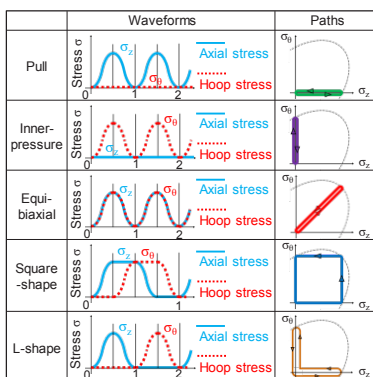 Waveforms Paths
Pull
Stress σ
σz
σθ
Axial stress
Hoop stress
0 1 2
σθ
σz
Inner-
pressure
Stress σ
σθ
σz
Axial stress
Hoop stress
0 1 2
σθ
σz
Equi-
biaxial
Stress σ
σz
σθ
Axial stress
Hoop stress
0 1 2
σθ
σz
Square
-shape
Stress σ
σz
σθ
Axial stress
Hoop stress
0 1 2
σθ
σz
L-shape
Stress σ
σz
σθ
Axial stress
Hoop stress
0 1 2
σθ
σz